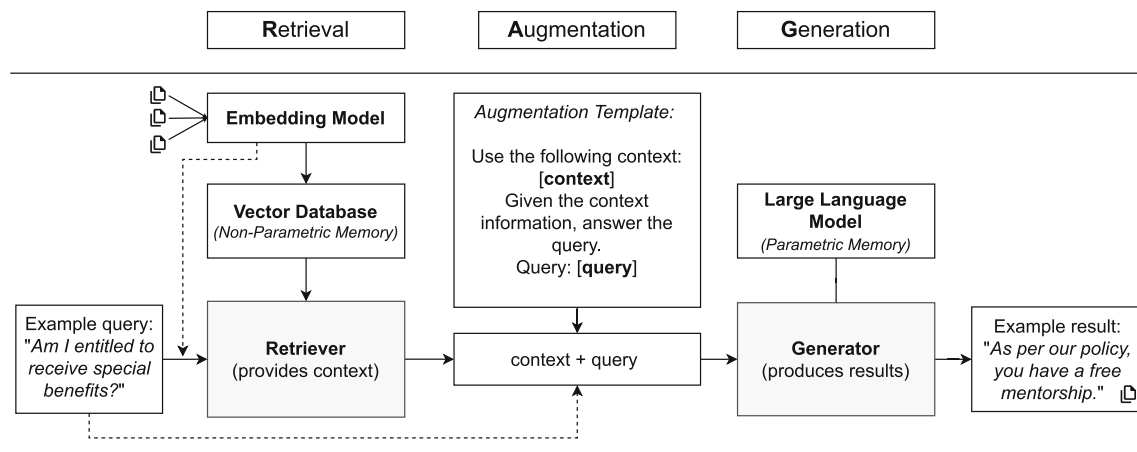 Retrieval
Augmentation
Generation
Embedding Model
Vector Database
(Non-Parametric Memory)
Augmentation Template:
Use the following context:
[context]
Given the context
information, answer the
query.
Query: [query]
Large Language
Model
(Parametric Memory)
Example query:
"Am I entitled to
receive special
benefits?"
Retriever
(provides context)
context + query
Generator
(produces results)
Example result:
"As per our policy,
you have a free
mentorship."